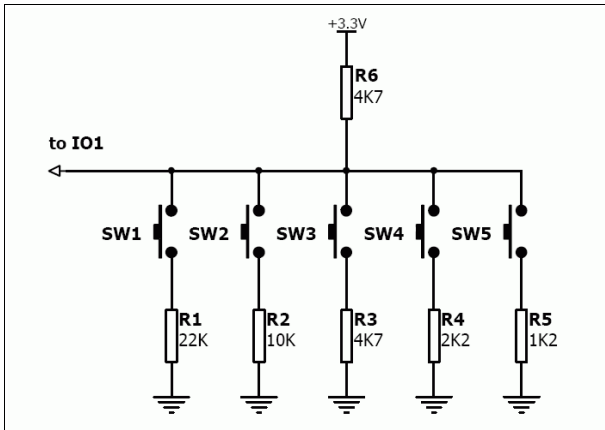 +3.3V
R6
4K7
to IO1
SW1 SW2 SW3 SW4 SW5
R1 R2 R3 R4 R5
22K 10K 4K7 2K2 1K2